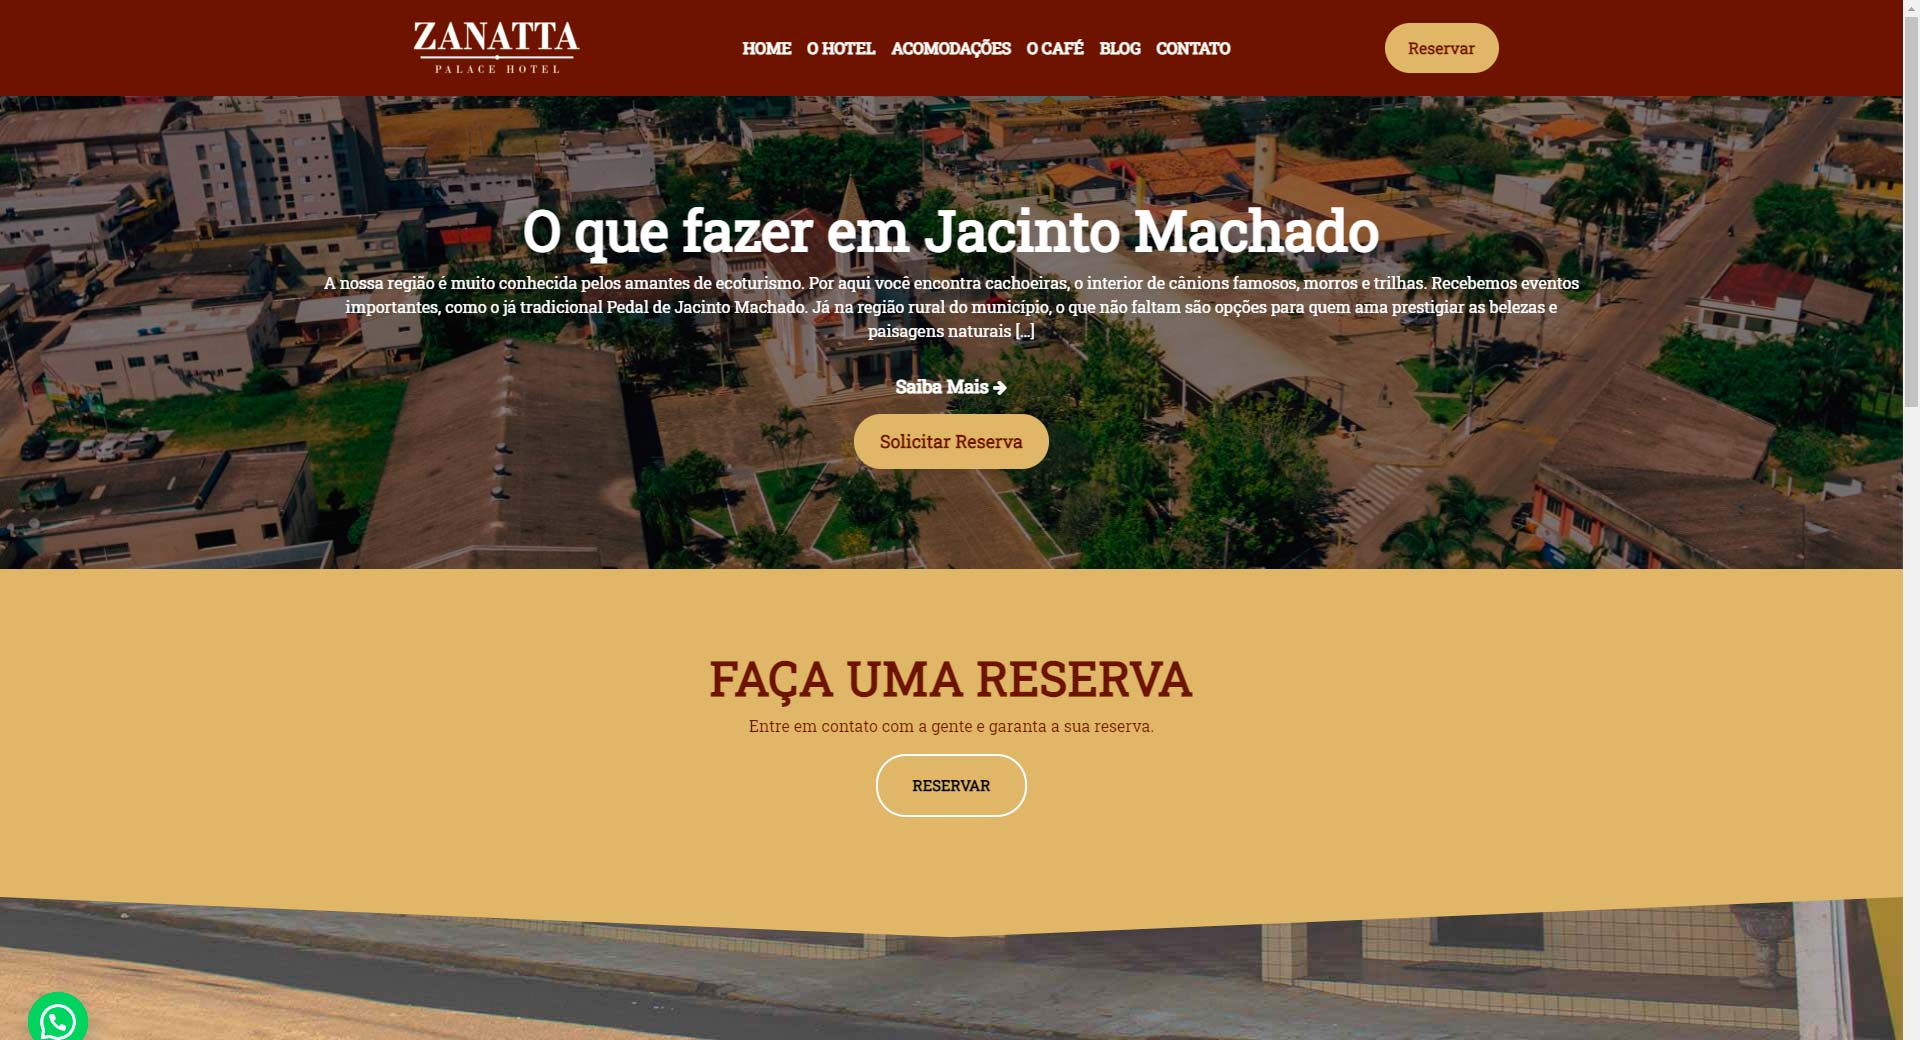 ZANATTA
PALACE HOTEL
HOME O HOTEL ACOMODAÇÕES O CAFÉ BLOG CONTATO
Reservar
O que fazer em Jacinto Machado
A nossa região é muito conhecida pelos amantes de ecoturismo. Por aqui você encontra cachoeiras, o interior de cânions famosos, morros e trilhas. Recebemos eventos
importantes, como o já tradicional Pedal de Jacinto Machado. Já na região rural do município, o que não faltam são opções para quem ama prestigiar as belezas e
paisagens naturais [...]
Saiba Mais →
Solicitar Reserva
FAÇA UMA RESERVA
Entre em contato com a gente e garanta a sua reserva.
RESERVAR